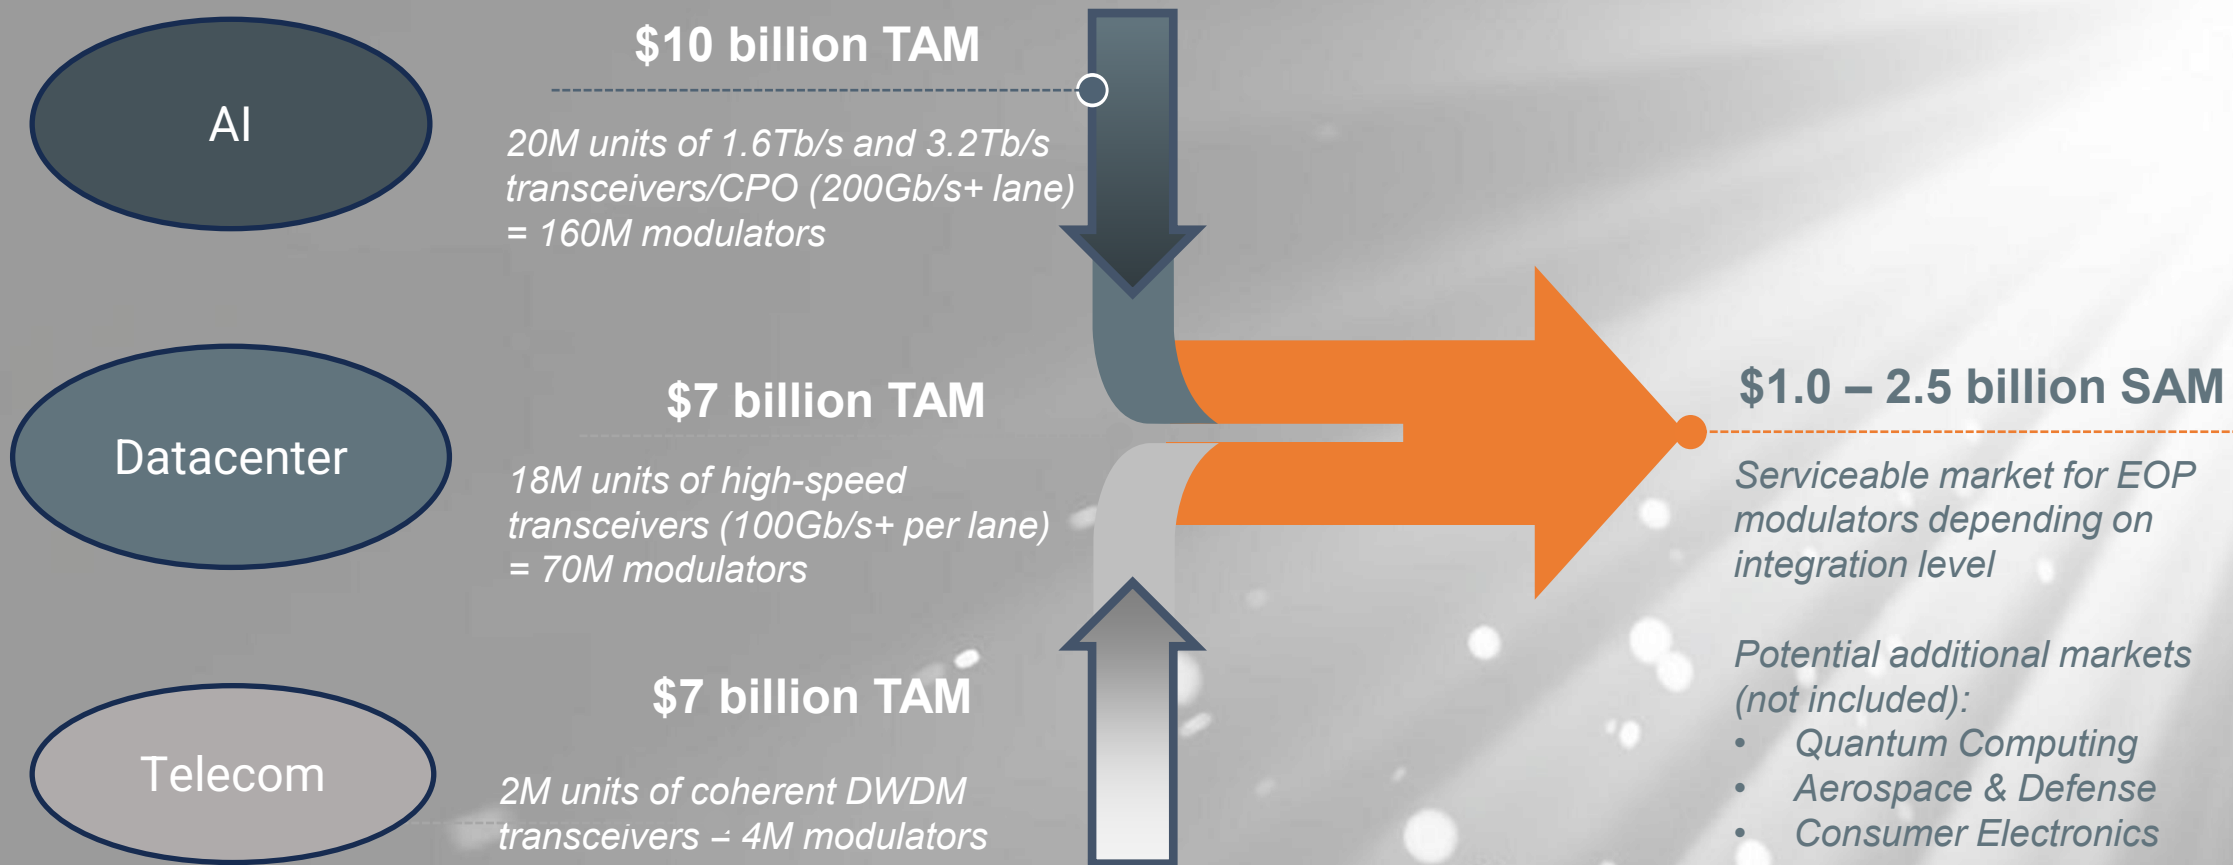 AI
$10 billion TAM
20M units of 1.6Tb/s and 3.2Tb/s
transceivers/CPO (200Gb/s+ lane)
= 160M modulators
Datacenter
$7 billion TAM
18M units of high-speed
transceivers (100Gb/s+ per lane)
= 70M modulators
Telecom
$7 billion TAM
2M units of coherent DWDM
transceivers = 4M modulators
$1.0 – 2.5 billion SAM
Serviceable market for EOP
modulators depending on
integration level
Potential additional markets
(not included):
• Quantum Computing
• Aerospace & Defense
• Consumer Electronics